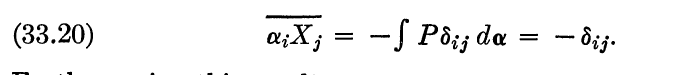 (33.20) $\overline{\alpha_i X_j} = -\int P\delta_{ij}\, d\boldsymbol{\alpha} = -\delta_{ij}.$